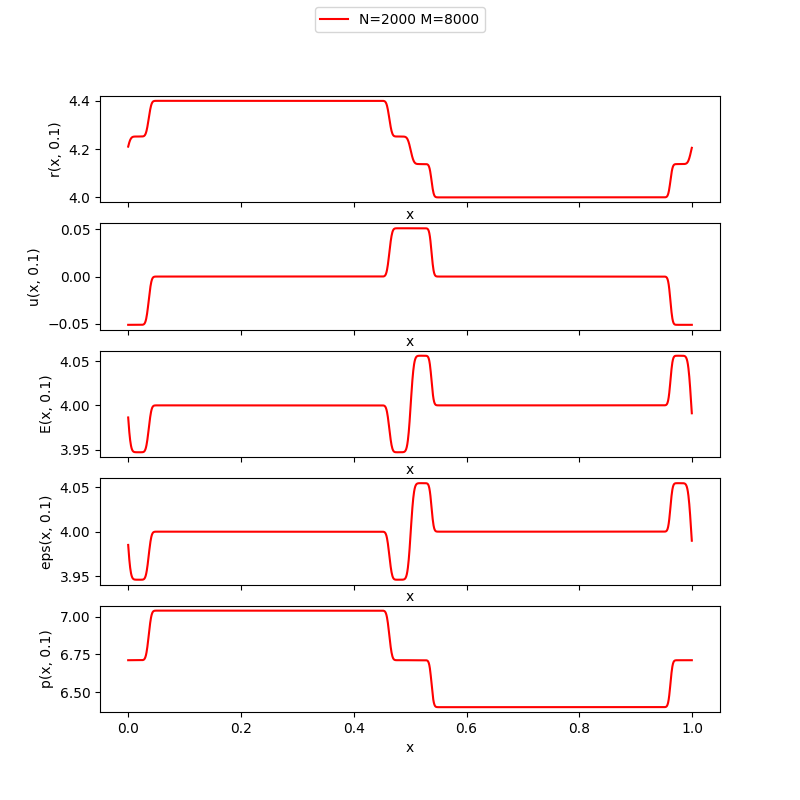 N=2000 M=8000
4.4
4.2
4.0
r(x, 0.1)
x
0.05
0.00
−0.05
u(x, 0.1)
x
4.05
4.00
3.95
E(x, 0.1)
x
4.05
4.00
3.95
eps(x, 0.1)
x
7.00
6.75
6.50
p(x, 0.1)
0.0 0.2 0.4 0.6 0.8 1.0
x